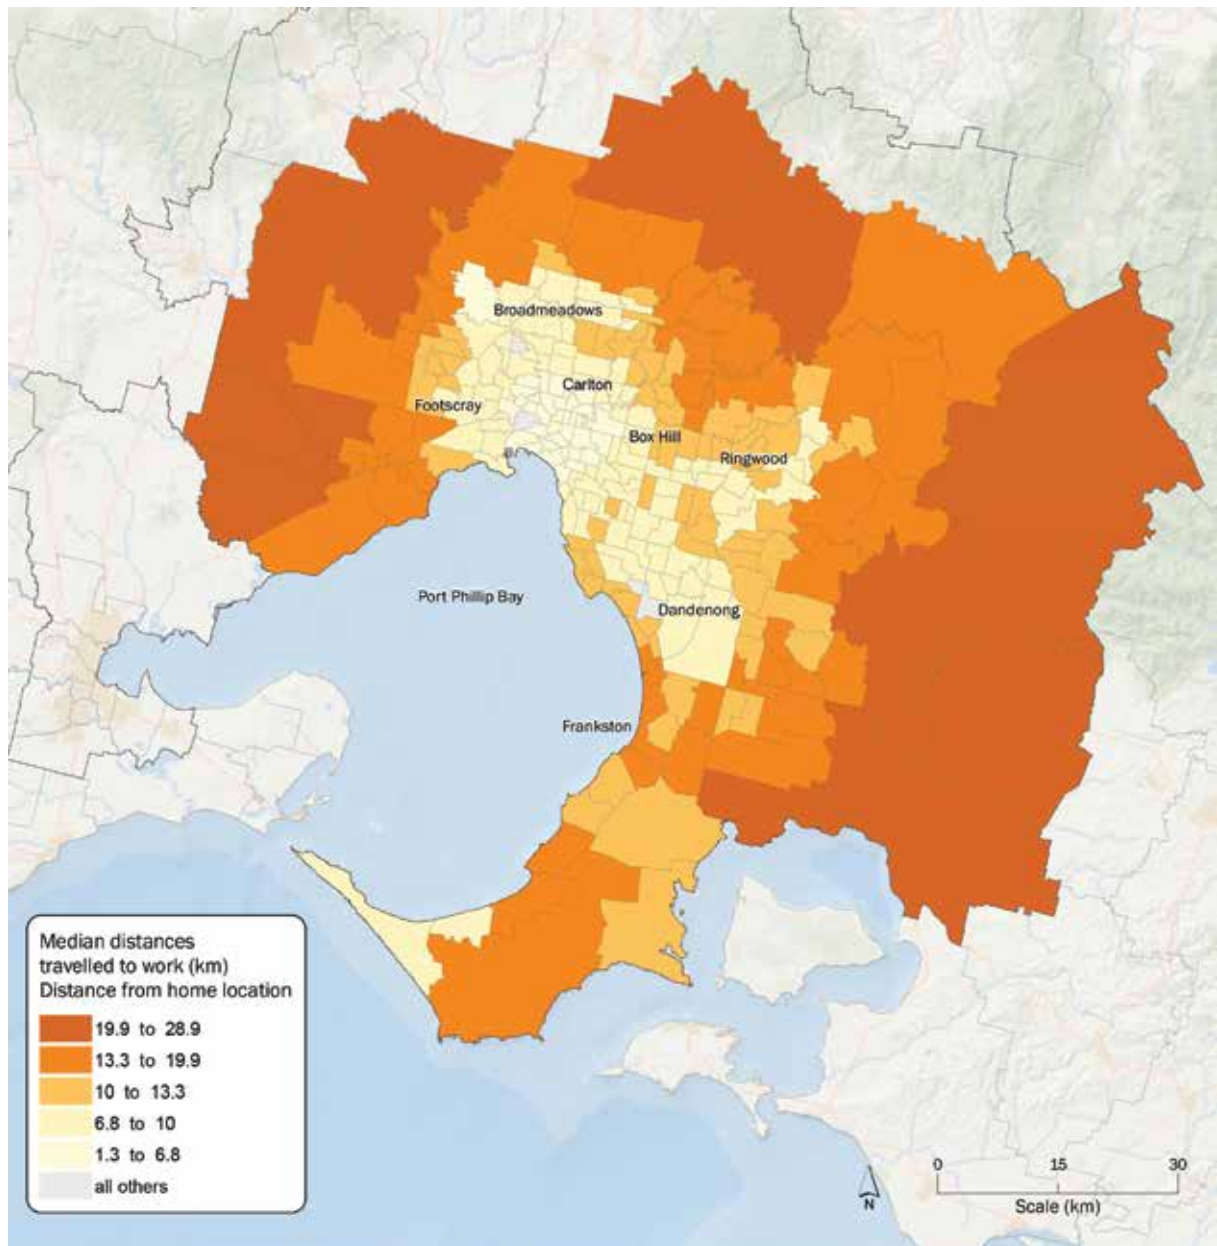 Broadmeadows
Carlton
Footscray
Box Hill
Ringwood
Port Phillip Bay
Dandenong
Frankston
Median distances
travelled to work (km)
Distance from home location
19.9 to 28.9
13.3 to 19.9
10 to 13.3
6.8 to 10
1.3 to 6.8
all others
0 15 30
Scale (km)
N